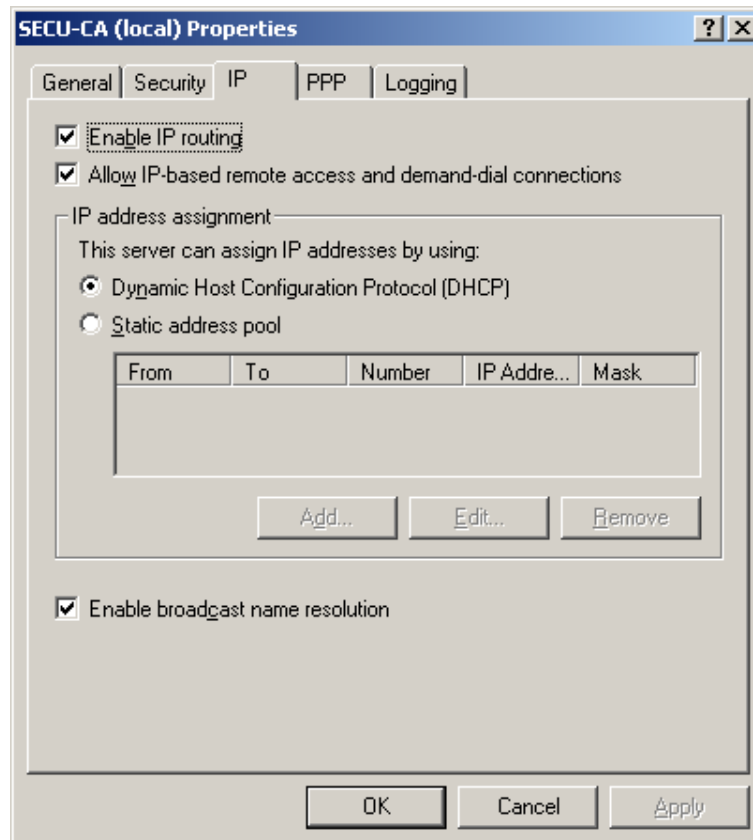 SECU-CA (local) Properties
General Security IP PPP Logging
Enable IP routing
Allow IP-based remote access and demand-dial connections
IP address assignment
This server can assign IP addresses by using:
Dynamic Host Configuration Protocol (DHCP)
Static address pool
From To Number IP Addre... Mask
Add... Edit... Remove
Enable broadcast name resolution
OK Cancel Apply